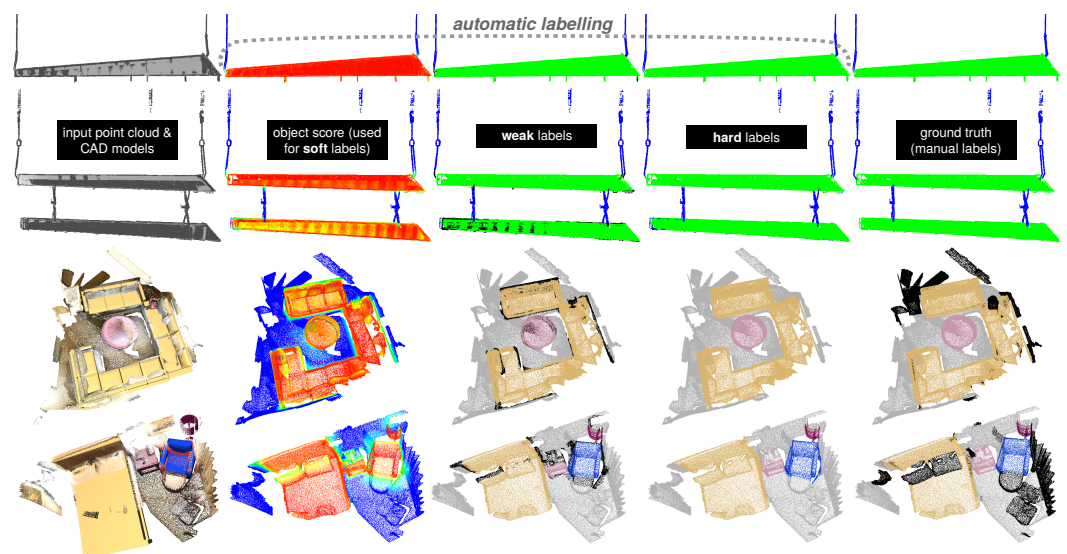 automatic labelling
input point cloud &
CAD models
object score (used
for soft labels)
weak labels
hard labels
ground truth
(manual labels)